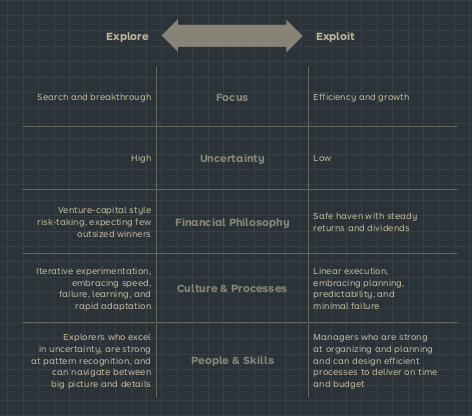 Explore
Exploit
Search and breakthrough
Focus
Efficiency and growth
High
Uncertainty
Low
Venture-capital style
risk-taking, expecting few
outsized winners
Financial Philosophy
Safe haven with steady
returns and dividends
Iterative experimentation,
embracing speed,
failure, learning, and
rapid adaptation
Culture & Processes
Linear execution,
embracing planning,
predictability, and
minimal failure
Explorers who excel
in uncertainty, are strong
at pattern recognition, and
can navigate between
big picture and details
People & Skills
Managers who are strong
at organizing and planning
and can design efficient
processes to deliver on time
and budget